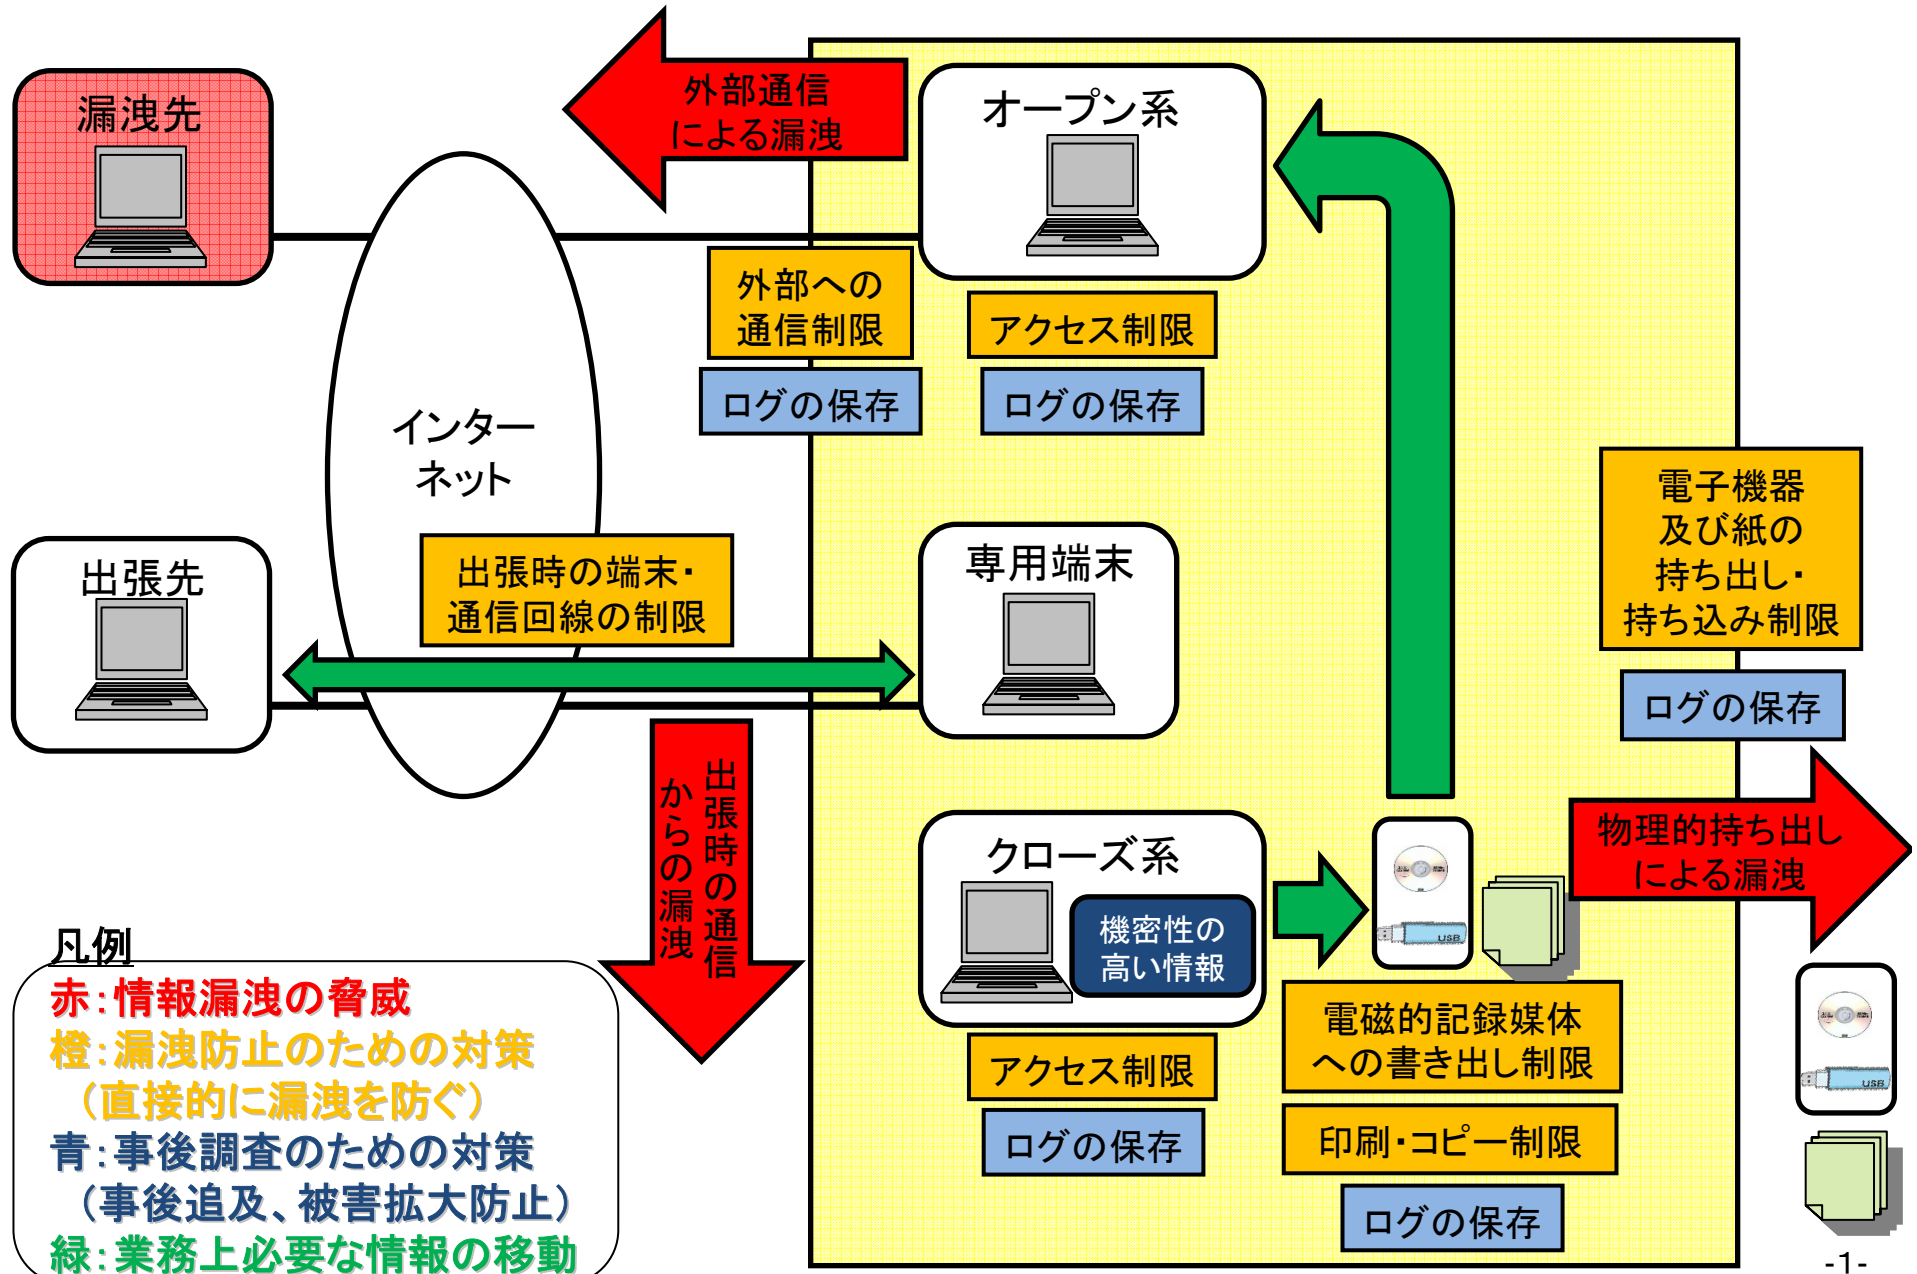 漏洩先
外部通信
による漏洩
オープン系
外部への
通信制限
アクセス制限
ログの保存
ログの保存
インター
ネット
電子機器
及び紙の
持ち出し・
持ち込み制限
ログの保存
出張先
出張時の端末・
通信回線の制限
専用端末
出張時の通信
からの漏洩
クローズ系
機密性の
高い情報
USB
物理的持ち出し
による漏洩
アクセス制限
ログの保存
電磁的記録媒体
への書き出し制限
印刷・コピー制限
ログの保存
USB
凡例
赤：情報漏洩の脅威
橙：漏洩防止のための対策
（直接的に漏洩を防ぐ）
青：事後調査のための対策
（事後追及、被害拡大防止）
緑：業務上必要な情報の移動
-1-